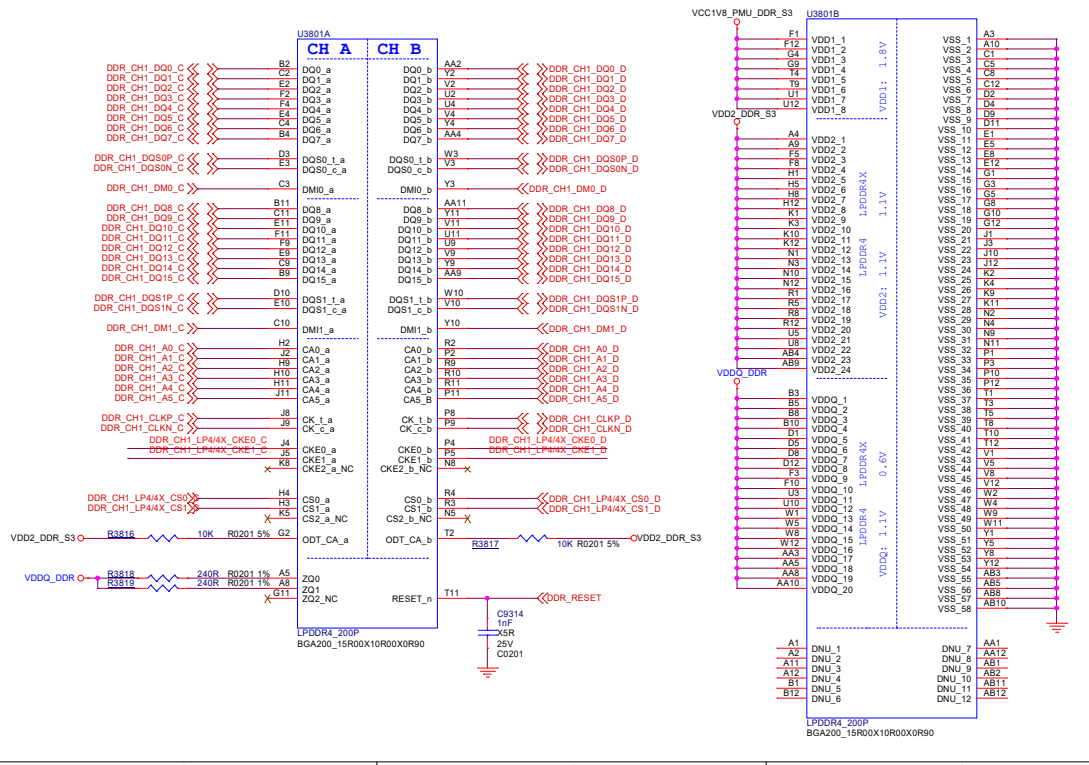 U3801A
CH A CH B
DDR_CH1_DQ0_C B2 DQ0_a DQ0_b AA2 DDR_CH1_DQ0_D
DDR_CH1_DQ1_C C2 DQ1_a DQ1_b Y2 DDR_CH1_DQ1_D
DDR_CH1_DQ2_C E2 DQ2_a DQ2_b V2 DDR_CH1_DQ2_D
DDR_CH1_DQ3_C F2 DQ3_a DQ3_b U2 DDR_CH1_DQ3_D
DDR_CH1_DQ4_C F4 DQ4_a DQ4_b U4 DDR_CH1_DQ4_D
DDR_CH1_DQ5_C E4 DQ5_a DQ5_b V4 DDR_CH1_DQ5_D
DDR_CH1_DQ6_C C4 DQ6_a DQ6_b Y4 DDR_CH1_DQ6_D
DDR_CH1_DQ7_C B4 DQ7_a DQ7_b AA4 DDR_CH1_DQ7_D
DDR_CH1_DQS0P_C D3 DQS0_t_a DQS0_t_b W3 DDR_CH1_DQS0P_D
DDR_CH1_DQS0N_C E3 DQS0_c_a DQS0_c_b V3 DDR_CH1_DQS0N_D
DDR_CH1_DM0_C C3 DMI0_a DMI0_b Y3 DDR_CH1_DM0_D
DDR_CH1_DQ8_C B11 DQ8_a DQ8_b AA11 DDR_CH1_DQ8_D
DDR_CH1_DQ9_C C11 DQ9_a DQ9_b Y11 DDR_CH1_DQ9_D
DDR_CH1_DQ10_C E11 DQ10_a DQ10_b V11 DDR_CH1_DQ10_D
DDR_CH1_DQ11_C F11 DQ11_a DQ11_b U11 DDR_CH1_DQ11_D
DDR_CH1_DQ12_C F9 DQ12_a DQ12_b U9 DDR_CH1_DQ12_D
DDR_CH1_DQ13_C E9 DQ13_a DQ13_b V9 DDR_CH1_DQ13_D
DDR_CH1_DQ14_C C9 DQ14_a DQ14_b Y9 DDR_CH1_DQ14_D
DDR_CH1_DQ15_C B9 DQ15_a DQ15_b AA9 DDR_CH1_DQ15_D
DDR_CH1_DQS1P_C D10 DQS1_t_a DQS1_t_b W10 DDR_CH1_DQS1P_D
DDR_CH1_DQS1N_C E10 DQS1_c_a DQS1_c_b V10 DDR_CH1_DQS1N_D
DDR_CH1_DM1_C C10 DMI1_a DMI1_b Y10 DDR_CH1_DM1_D
DDR_CH1_A0_C H2 CA0_a CA0_b R2 DDR_CH1_A0_D
DDR_CH1_A1_C J2 CA1_a CA1_b P2 DDR_CH1_A1_D
DDR_CH1_A2_C H9 CA2_a CA2_b R9 DDR_CH1_A2_D
DDR_CH1_A3_C H10 CA3_a CA3_b R10 DDR_CH1_A3_D
DDR_CH1_A4_C H11 CA4_a CA4_b R11 DDR_CH1_A4_D
DDR_CH1_A5_C J11 CA5_a CA5_B P11 DDR_CH1_A5_D
DDR_CH1_CLKP_C J8 CK_t_a CK_t_b P8 DDR_CH1_CLKP_D
DDR_CH1_CLKN_C J9 CK_c_a CK_c_b P9 DDR_CH1_CLKN_D
DDR_CH1_LP4/4X_CKE0_C J4 CKE0_a CKE0_b P4 DDR_CH1_LP4/4X_CKE0_D
DDR_CH1_LP4/4X_CKE1_C J5 CKE1_a CKE1_b P5 DDR_CH1_LP4/4X_CKE1_D
K8 CKE2_a_NC CKE2_b_NC N8
DDR_CH1_LP4/4X_CS0_C H4 CS0_a CS0_b R4 DDR_CH1_LP4/4X_CS0_D
DDR_CH1_LP4/4X_CS1_C H3 CS1_a CS1_b R3 DDR_CH1_LP4/4X_CS1_D
K5 CS2_a_NC CS2_b_NC N5
VDD2_DDR_S3 R3816 10K R0201 5% G2 ODT_CA_a ODT_CA_b T2 R3817 10K R0201 5% VDD2_DDR_S3
VDDQ_DDR R3818 240R R0201 1% A5 ZQ0
R3819 240R R0201 1% A8 ZQ1
G11 ZQ2_NC RESET_n T11 DDR_RESET
C9314
1nF
X5R
25V
C0201
LPDDR4_200P
BGA200_15R00X10R00X0R90
VCC1V8_PMU_DDR_S3
U3801B
F1 VDD1_1
F12 VDD1_2
G4 VDD1_3
G9 VDD1_4
T4 VDD1_5
T9 VDD1_6
U1 VDD1_7
U12 VDD1_8
VDD1: 1.8V
VDD2_DDR_S3
A4 VDD2_1
A9 VDD2_2
F5 VDD2_3
F8 VDD2_4
H1 VDD2_5
H5 VDD2_6
H8 VDD2_7
H12 VDD2_8
K1 VDD2_9
K3 VDD2_10
K10 VDD2_11
K12 VDD2_12
N1 VDD2_13
N3 VDD2_14
N10 VDD2_15
N12 VDD2_16
R1 VDD2_17
R5 VDD2_18
R8 VDD2_19
R12 VDD2_20
U5 VDD2_21
U8 VDD2_22
AB4 VDD2_23
AB9 VDD2_24
LPDDR4 LPDDR4X
VDD2: 1.1V 1.1V
VDDQ_DDR
B3 VDDQ_1
B5 VDDQ_2
B8 VDDQ_3
B10 VDDQ_4
D1 VDDQ_5
D5 VDDQ_6
D8 VDDQ_7
D12 VDDQ_8
F3 VDDQ_9
F10 VDDQ_10
U3 VDDQ_11
U10 VDDQ_12
W1 VDDQ_13
W5 VDDQ_14
W8 VDDQ_15
W12 VDDQ_16
AA3 VDDQ_17
AA5 VDDQ_18
AA8 VDDQ_19
AA10 VDDQ_20
LPDDR4 LPDDR4X
VDDQ: 1.1V 0.6V
VSS_1 A3
VSS_2 A10
VSS_3 C1
VSS_4 C5
VSS_5 C8
VSS_6 C12
VSS_7 D2
VSS_8 D4
VSS_9 D9
VSS_10 D11
VSS_11 E1
VSS_12 E5
VSS_13 E8
VSS_14 E12
VSS_15 G1
VSS_16 G3
VSS_17 G5
VSS_18 G8
VSS_19 G10
VSS_20 G12
VSS_21 J1
VSS_22 J3
VSS_23 J10
VSS_24 J12
VSS_25 K2
VSS_26 K4
VSS_27 K9
VSS_28 K11
VSS_29 N2
VSS_30 N4
VSS_31 N9
VSS_32 N11
VSS_33 P1
VSS_34 P3
VSS_35 P10
VSS_36 P12
VSS_37 T1
VSS_38 T3
VSS_39 T5
VSS_40 T8
VSS_41 T10
VSS_42 T12
VSS_43 V1
VSS_44 V5
VSS_45 V8
VSS_46 V12
VSS_47 W2
VSS_48 W4
VSS_49 W9
VSS_50 W11
VSS_51 Y1
VSS_52 Y5
VSS_53 Y8
VSS_54 Y12
VSS_55 AB3
VSS_56 AB5
VSS_57 AB8
VSS_58 AB10
A1 DNU_1 DNU_7 AA1
A2 DNU_2 DNU_8 AA12
A11 DNU_3 DNU_9 AB1
A12 DNU_4 DNU_10 AB2
B1 DNU_5 DNU_11 AB11
B12 DNU_6 DNU_12 AB12
LPDDR4_200P
BGA200_15R00X10R00X0R90